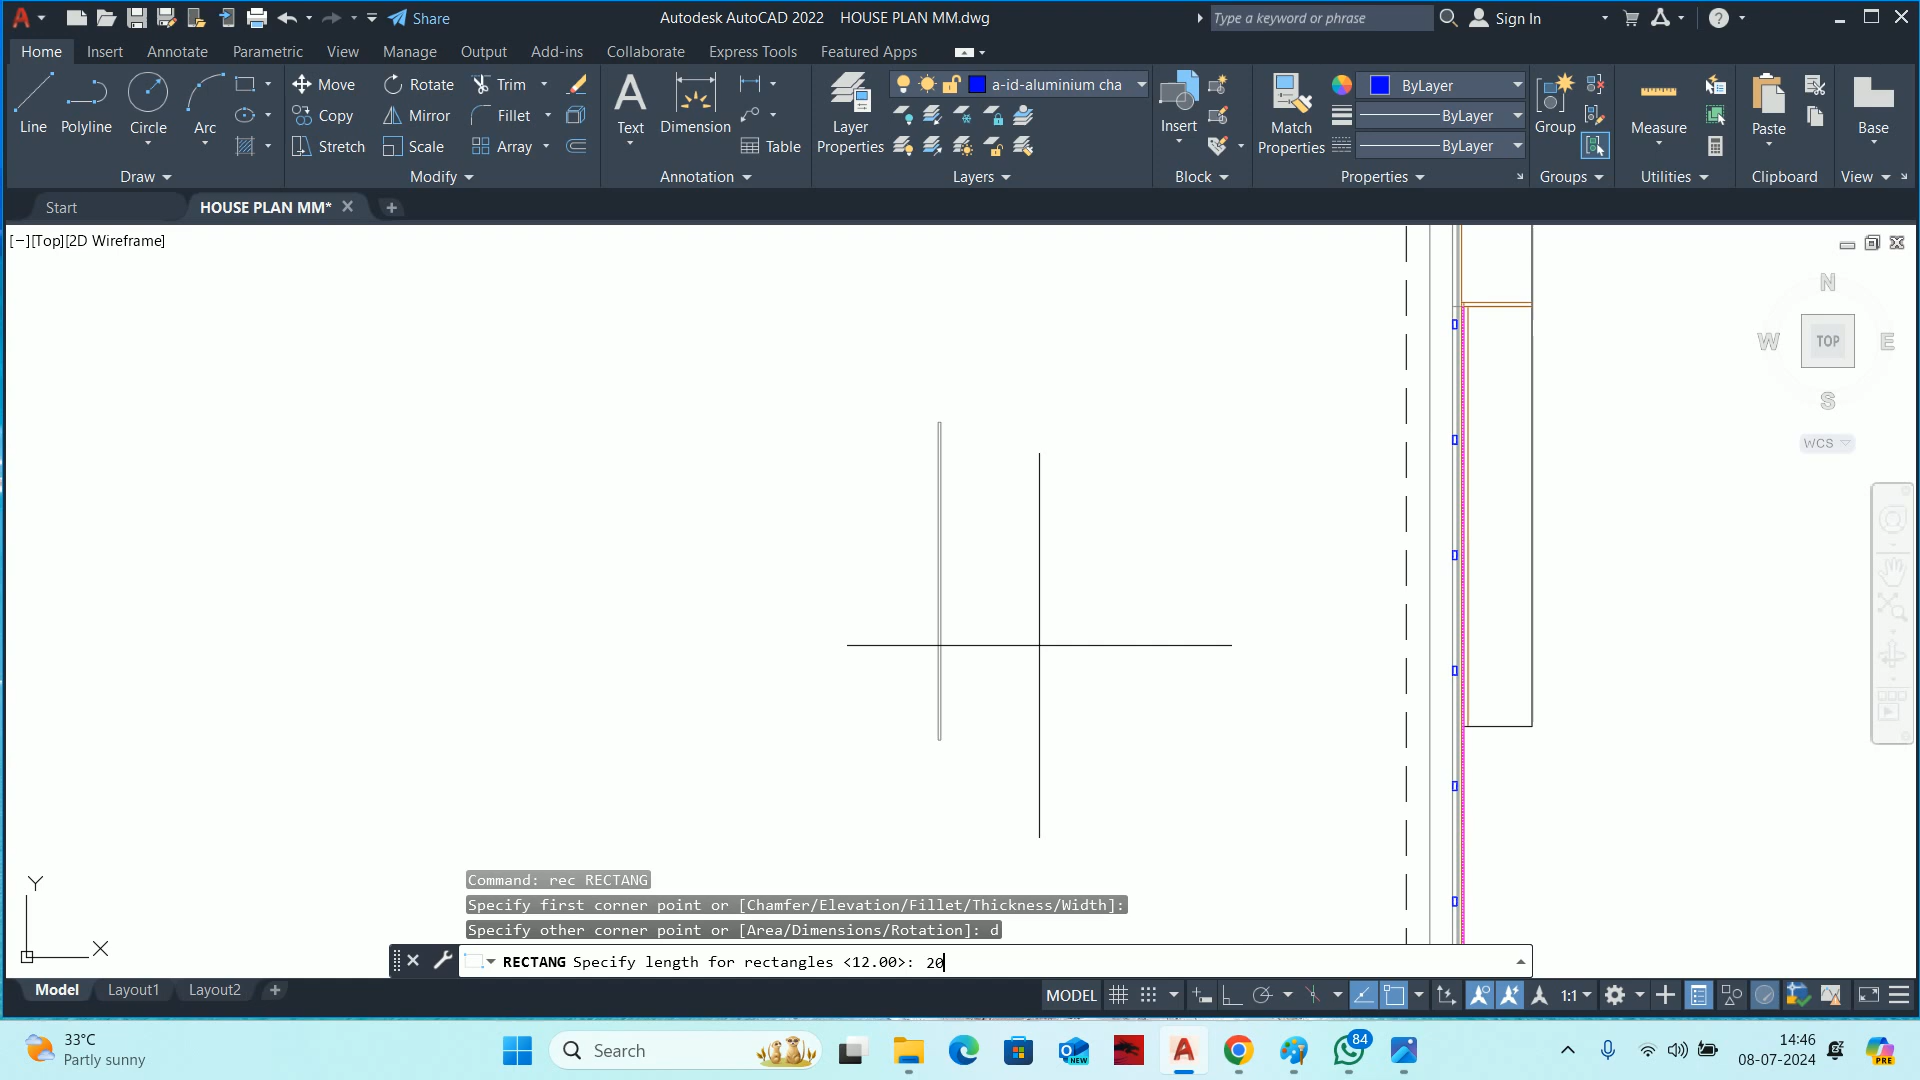 Share
Autodesk AutoCAD 2022 HOUSE PLAN MM.dwg
Type a keyword or phrase
Sign In
Home Insert Annotate Parametric View Manage Output Add-ins Collaborate Express Tools Featured Apps
Line Polyline Circle Arc
Move Rotate Trim
Copy Mirror Fillet
Stretch Scale Array
Text Dimension Table
Layer Properties
a-id-aluminium cha
Insert
Match Properties
ByLayer
ByLayer
ByLayer
Group Measure Paste Base
Draw Modify Annotation Layers Block Properties Groups Utilities Clipboard View
Start HOUSE PLAN MM*
[−][Top][2D Wireframe]
N
W TOP E
S
WCS
Y
X
Command: rec RECTANG
Specify first corner point or [Chamfer/Elevation/Fillet/Thickness/Width]:
Specify other corner point or [Area/Dimensions/Rotation]: d
RECTANG Specify length for rectangles <12.00>: 20
Model Layout1 Layout2
MODEL 1:1
33°C
Partly sunny
Search
NEW
84
14:46
08-07-2024
PRE